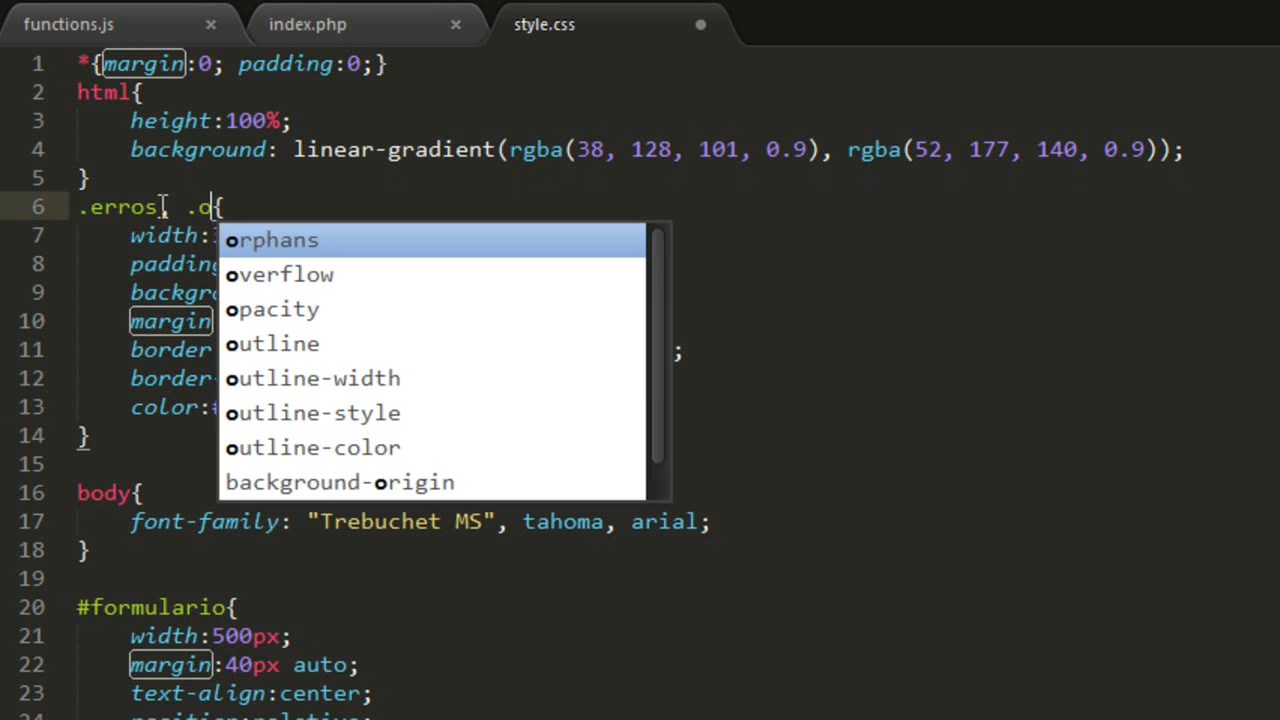 functions.js × index.php × style.css
1 *{margin:0; padding:0;}
2 html{
3 height:100%;
4 background: linear-gradient(rgba(38, 128, 101, 0.9), rgba(52, 177, 140, 0.9));
5 }
6 .erros, .o{
7 width:
8 padding
9 backgro
10 margin
11 border ;
12 border-
13 color:#
14 }
15
16 body{
17 font-family: "Trebuchet MS", tahoma, arial;
18 }
19
20 #formulario{
21 width:500px;
22 margin:40px auto;
23 text-align:center;
24 position:relative;
orphans
overflow
opacity
outline
outline-width
outline-style
outline-color
background-origin